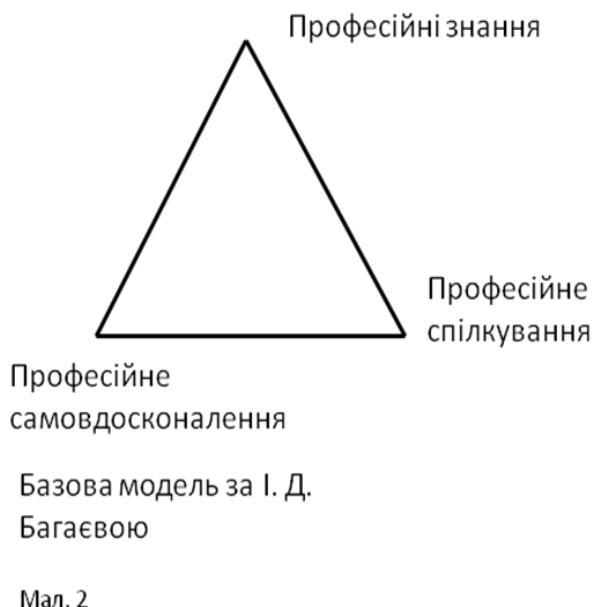 Професійні знання
Професійне
спілкування
Професійне
самовдосконалення
Базова модель за І. Д.
Багаєвою
Мал. 2